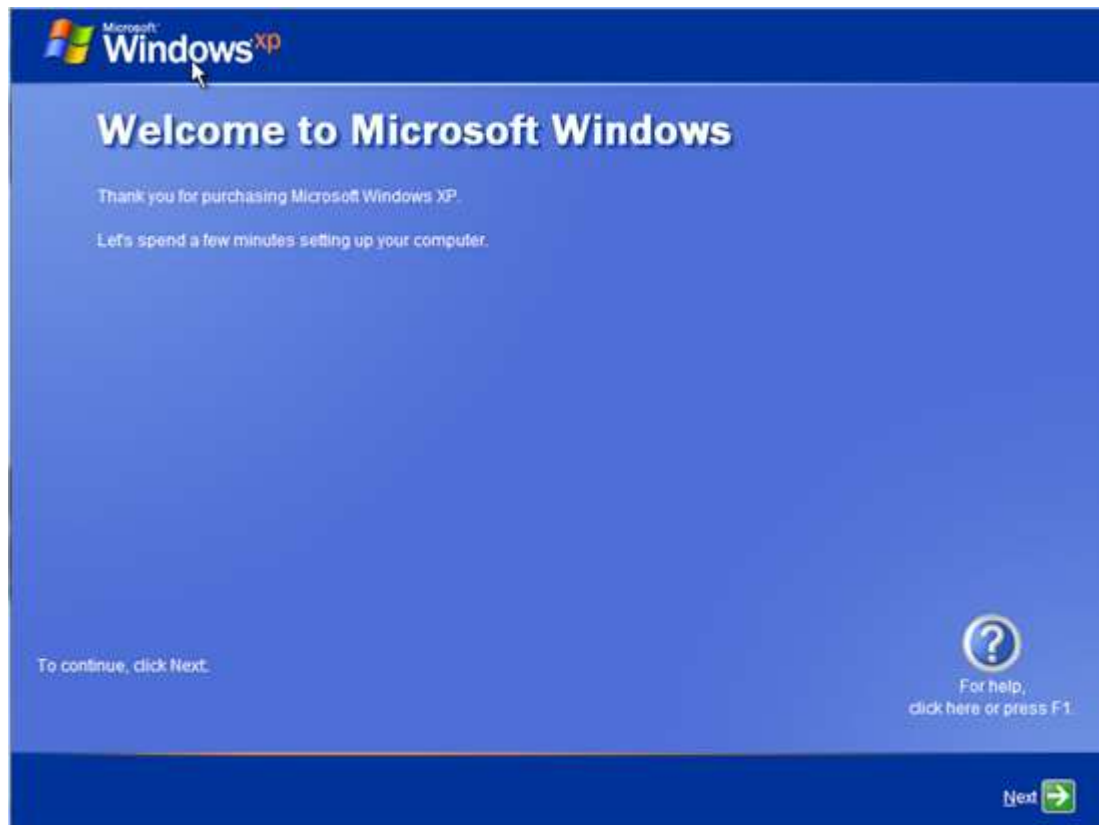 Microsoft
Windows xp
Welcome to Microsoft Windows
Thank you for purchasing Microsoft Windows XP.
Let's spend a few minutes setting up your computer.
To continue, click Next.
For help,
click here or press F1.
Next